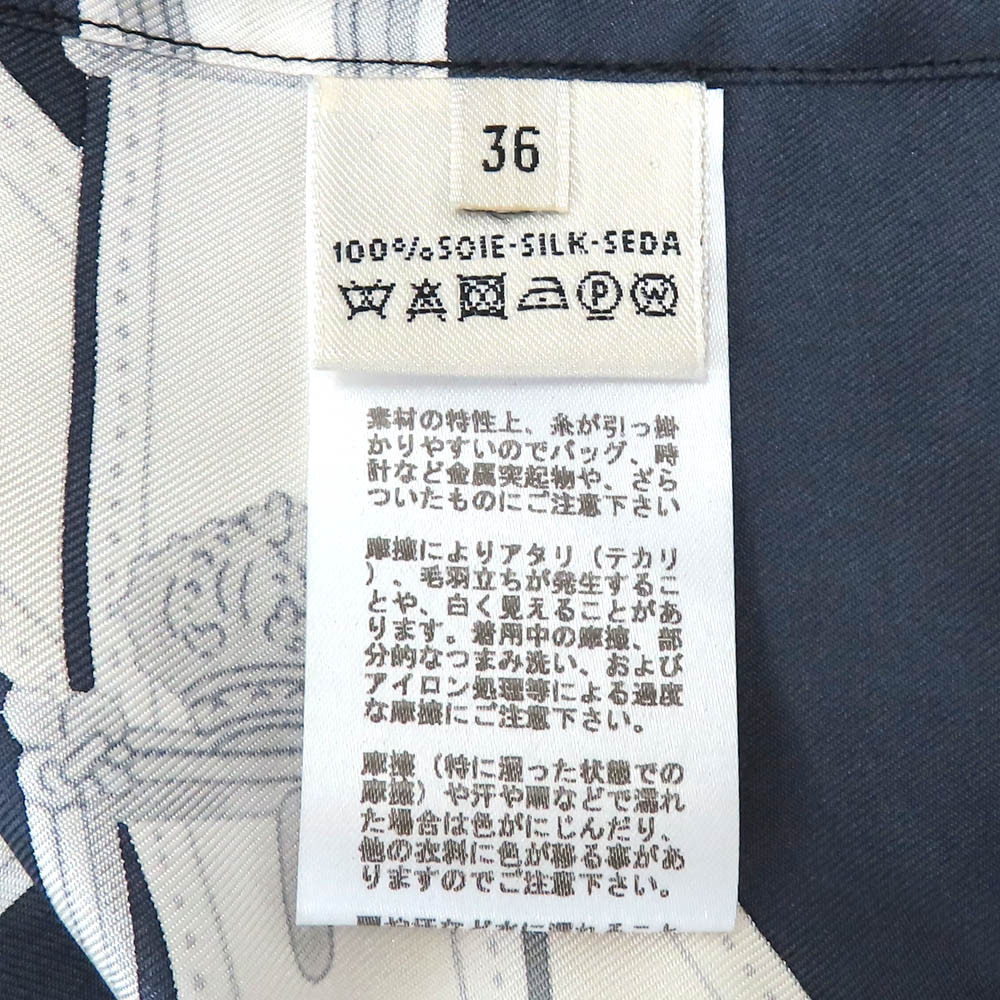 36
100%SOIE-SILK-SEDA
P
W
素材の特性上、糸が引っ掛
かりやすいのでバッグ、時
計など金属突起物や、ざら
ついたものにご注意下さい
摩擦によりアタリ（テカリ
）、毛羽立ちが発生するこ
とや、白く見えることがあ
ります。着用中の摩擦、部
分的なつまみ洗い、および
アイロン処理等による過度
な摩擦にご注意下さい。
摩擦（特に湿った状態での
摩擦）や汗や雨などで濡れ
た場合は色がにじんだり、
他の衣料に色が移る事があ
りますのでご注意下さい。